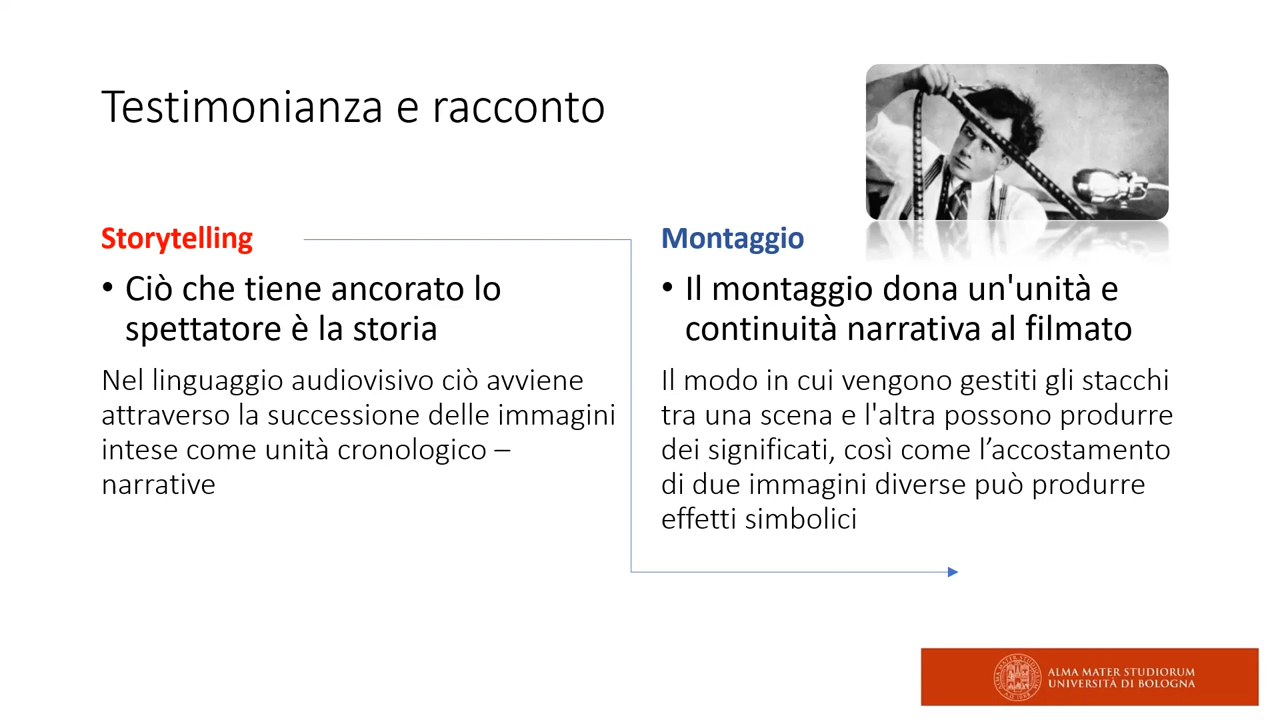 Testimonianza e racconto
Storytelling
• Ciò che tiene ancorato lo
spettatore è la storia
Nel linguaggio audiovisivo ciò avviene
attraverso la successione delle immagini
intese come unità cronologico –
narrative
Montaggio
• Il montaggio dona un'unità e
continuità narrativa al filmato
Il modo in cui vengono gestiti gli stacchi
tra una scena e l'altra possono produrre
dei significati, così come l’accostamento
di due immagini diverse può produrre
effetti simbolici
ALMA MATER STUDIORUM
UNIVERSITÀ DI BOLOGNA